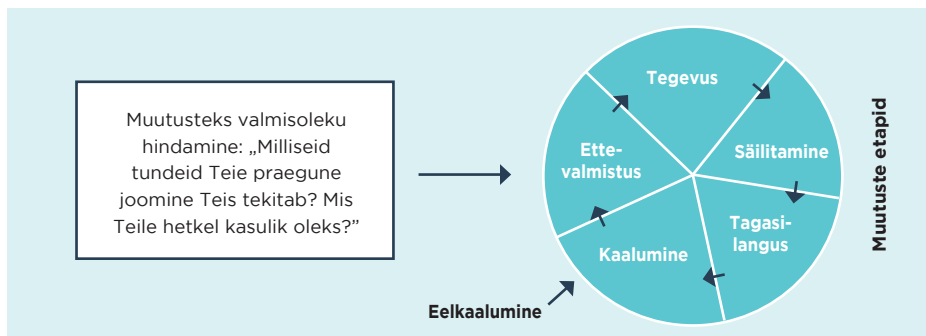 Muutusteks valmisoleku
hindamine: „Milliseid
tundeid Teie praegune
joomine Teis tekitab? Mis
Teile hetkel kasulik oleks?”
Tegevus
Säilitamine
Tagasi-
langus
Kaalumine
Ette-
valmistus
Eelkaalumine
Muutuste etapid